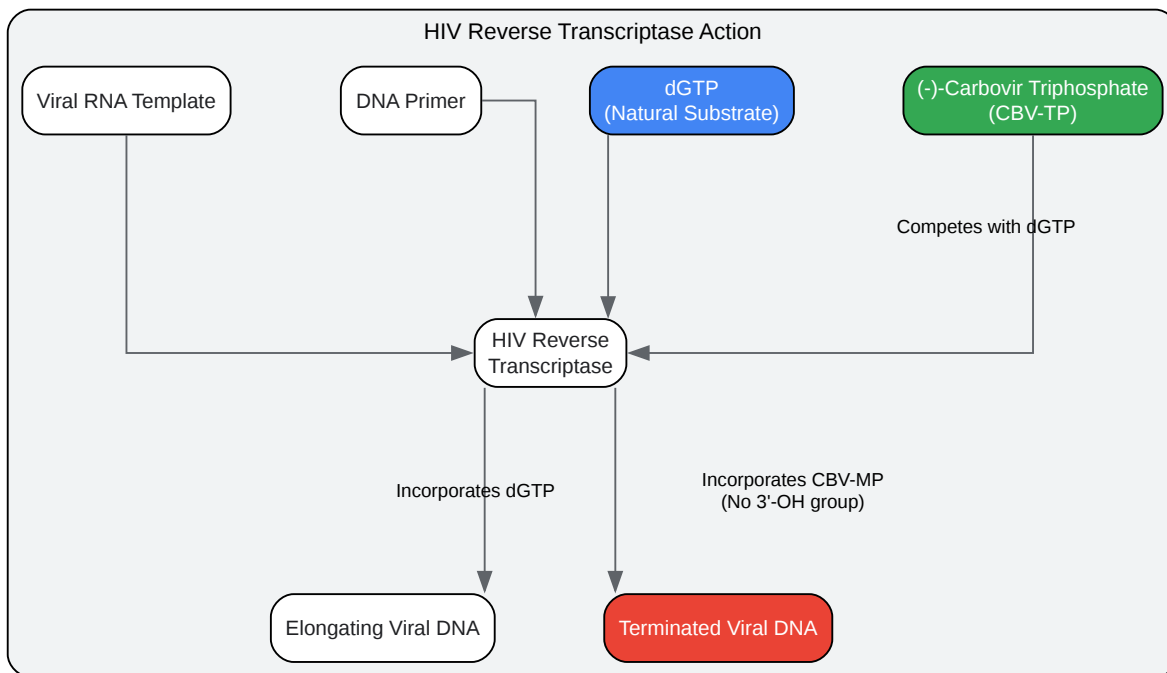 HIV Reverse Transcriptase Action
Viral RNA Template
DNA Primer
dGTP
(Natural Substrate)
(-)-Carbovir Triphosphate
(CBV-TP)
Competes with dGTP
HIV Reverse
Transcriptase
Incorporates dGTP
Incorporates CBV-MP
(No 3'-OH group)
Elongating Viral DNA
Terminated Viral DNA